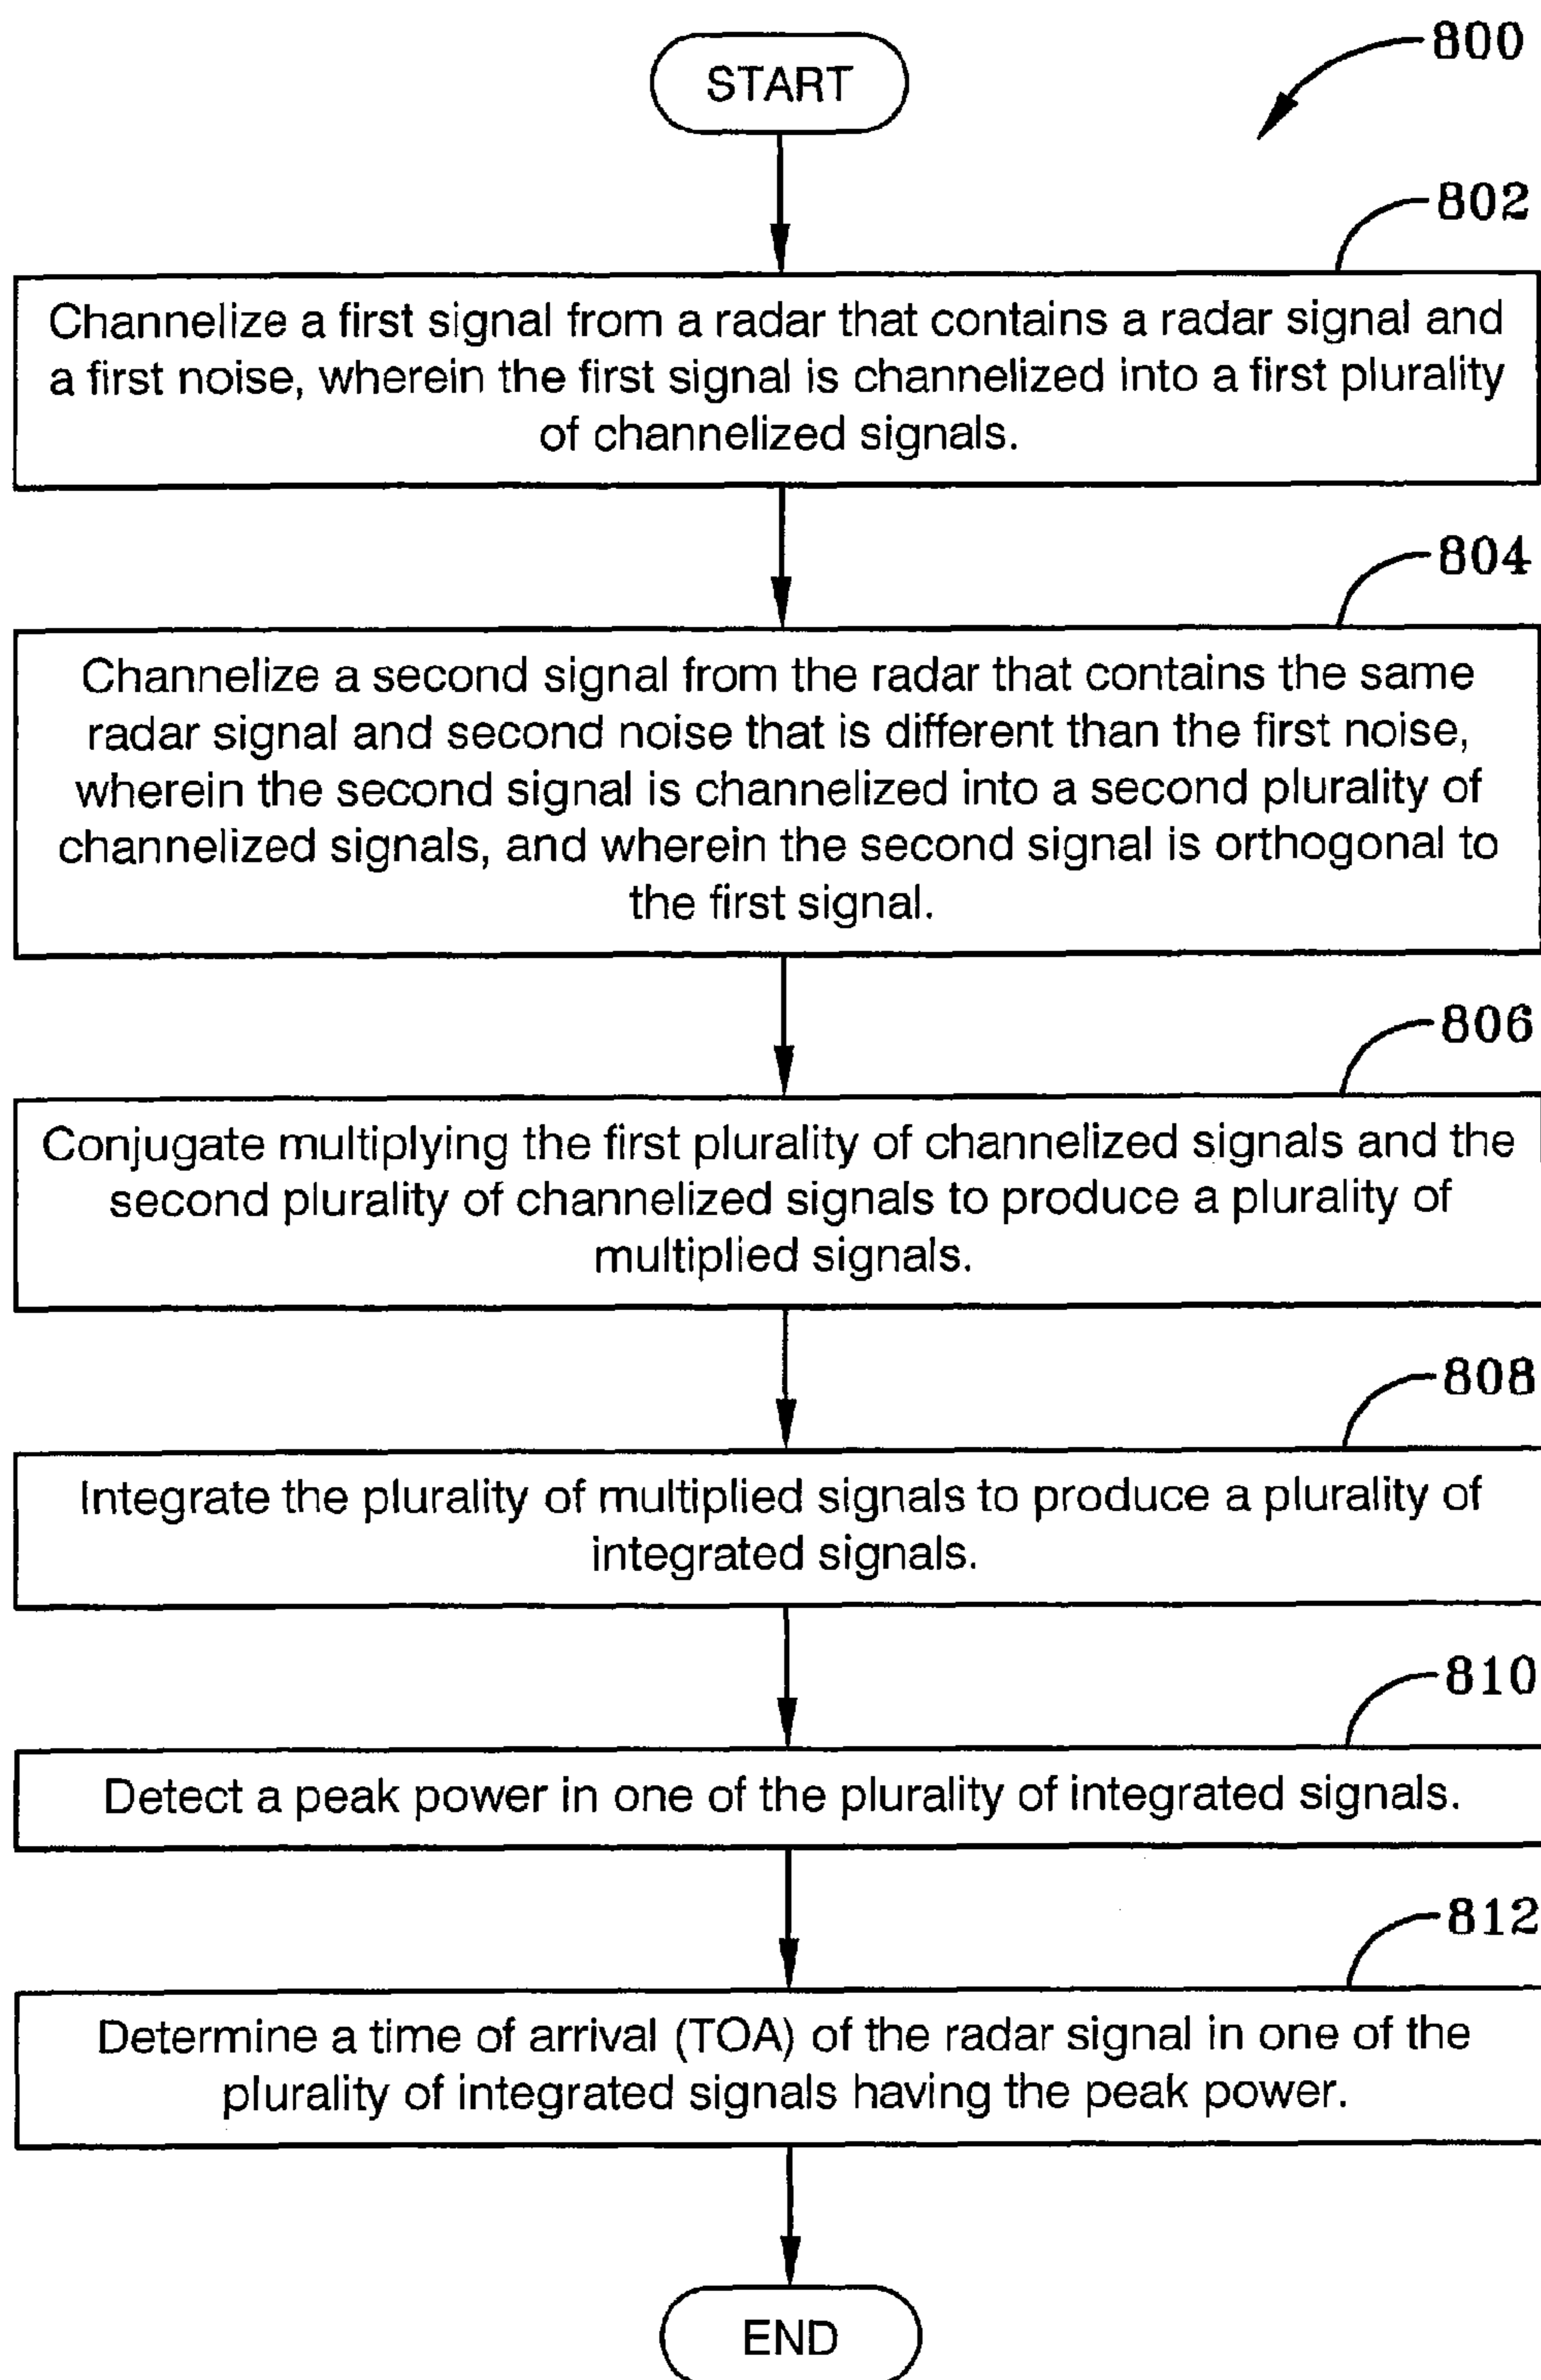 START
800
802
Channelize a first signal from a radar that contains a radar signal and
a first noise, wherein the first signal is channelized into a first plurality
of channelized signals.
804
Channelize a second signal from the radar that contains the same
radar signal and second noise that is different than the first noise,
wherein the second signal is channelized into a second plurality of
channelized signals, and wherein the second signal is orthogonal to
the first signal.
806
Conjugate multiplying the first plurality of channelized signals and the
second plurality of channelized signals to produce a plurality of
multiplied signals.
808
Integrate the plurality of multiplied signals to produce a plurality of
integrated signals.
810
Detect a peak power in one of the plurality of integrated signals.
812
Determine a time of arrival (TOA) of the radar signal in one of the
plurality of integrated signals having the peak power.
END